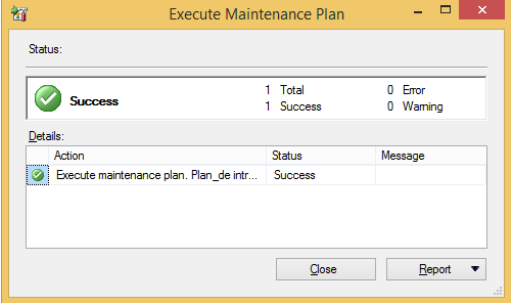 Execute Maintenance Plan
Status:
Success
1 Total 0 Error
1 Success 0 Warning
Details:
Action Status Message
Execute maintenance plan. Plan_de intr... Success
Close Report